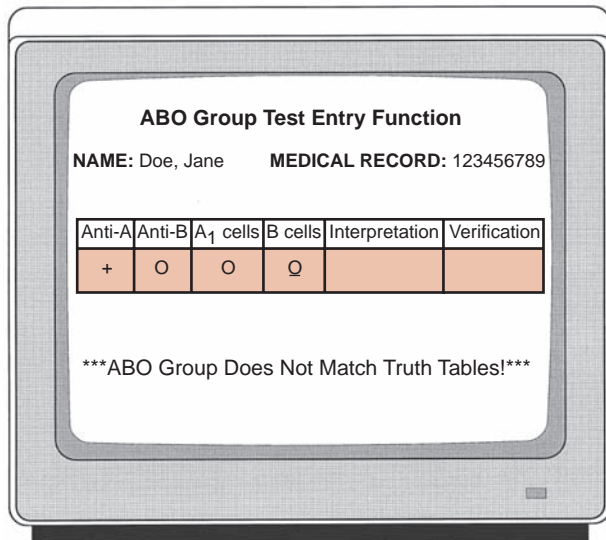 ABO Group Test Entry Function
NAME: Doe, Jane MEDICAL RECORD: 123456789
Anti-A Anti-B A1 cells B cells Interpretation Verification
+ O O O
***ABO Group Does Not Match Truth Tables!***